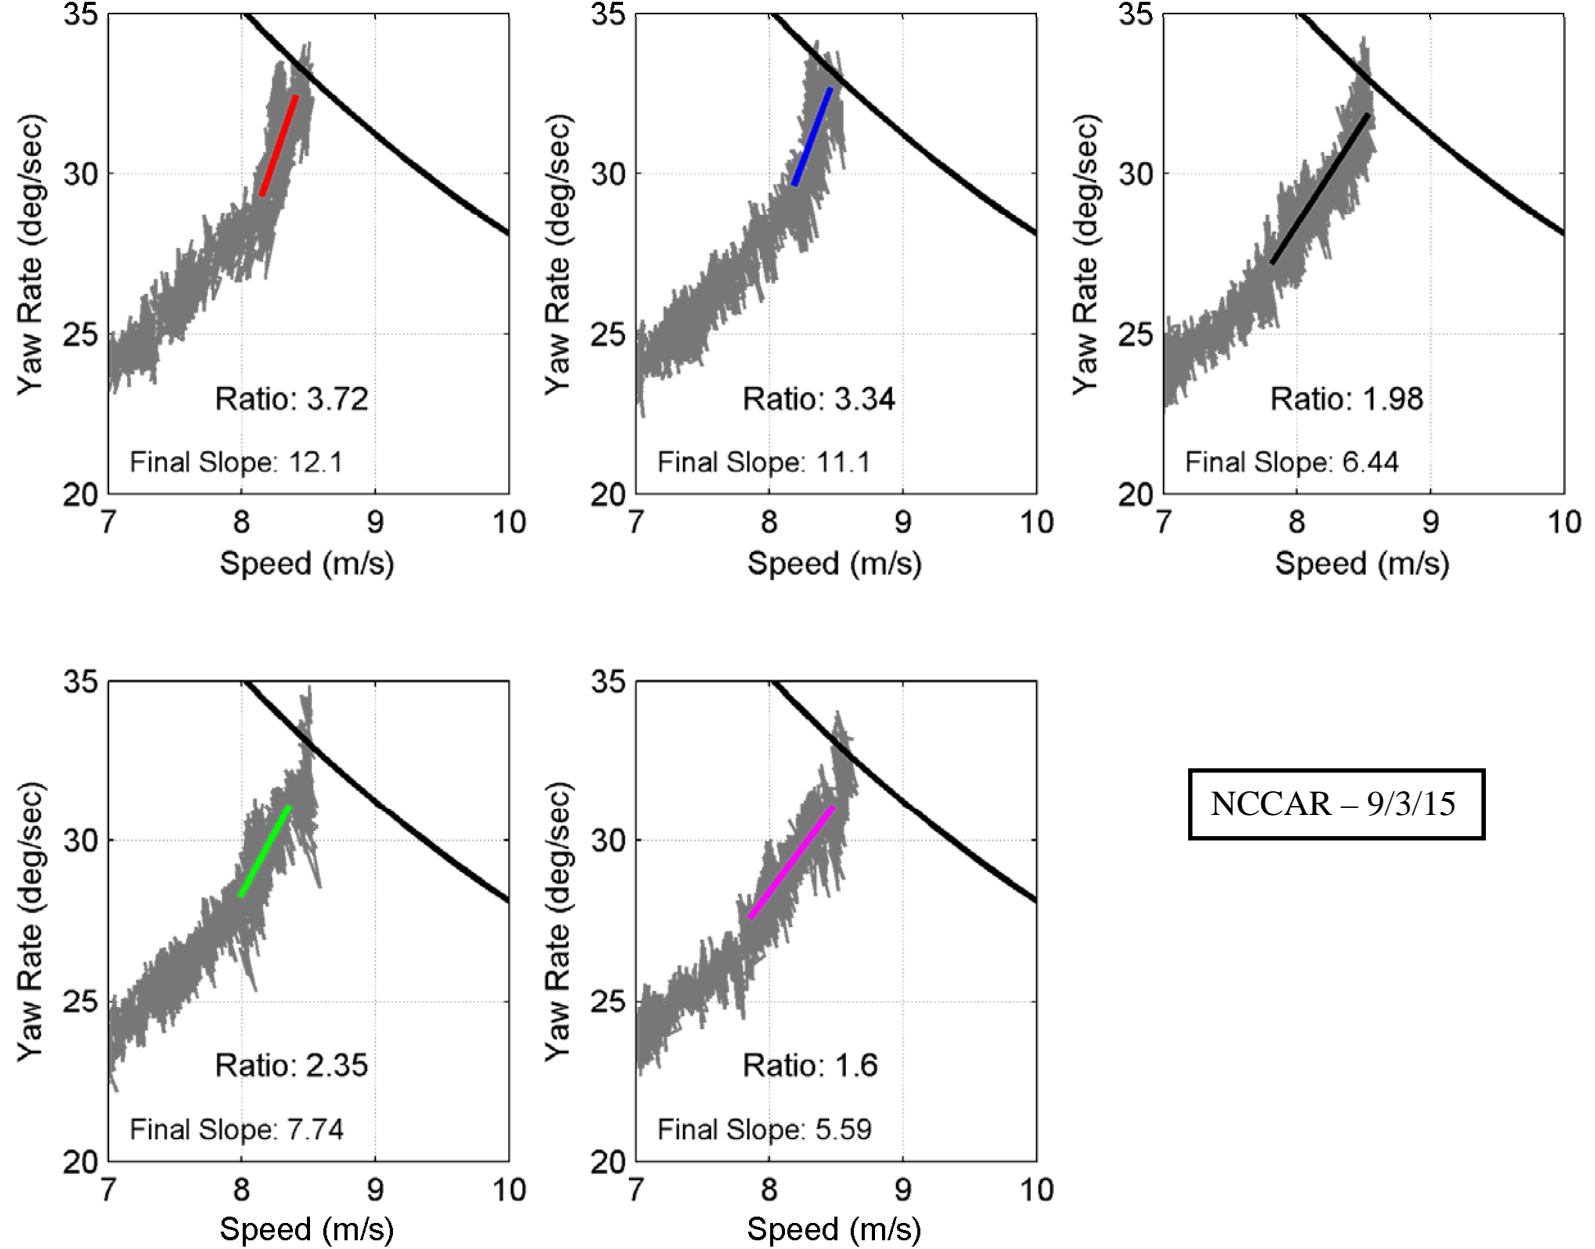 35
30
25
20
Yaw Rate (deg/sec)
Ratio: 3.72
Final Slope: 12.1
7 8 9 10
Speed (m/s)
35
30
25
20
Yaw Rate (deg/sec)
Ratio: 3.34
Final Slope: 11.1
7 8 9 10
Speed (m/s)
35
30
25
20
Yaw Rate (deg/sec)
Ratio: 1.98
Final Slope: 6.44
7 8 9 10
Speed (m/s)
35
30
25
20
Yaw Rate (deg/sec)
Ratio: 2.35
Final Slope: 7.74
7 8 9 10
Speed (m/s)
35
30
25
20
Yaw Rate (deg/sec)
Ratio: 1.6
Final Slope: 5.59
7 8 9 10
Speed (m/s)
NCCAR – 9/3/15